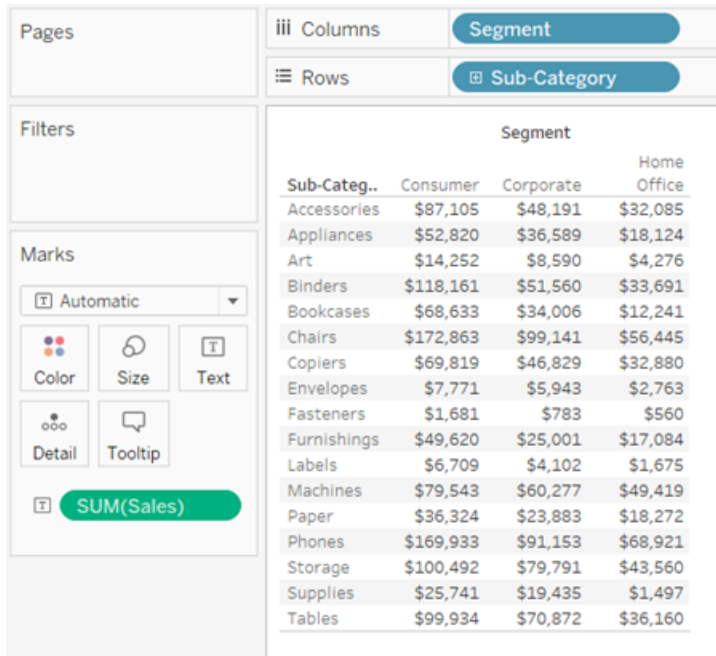 Pages
Columns
Segment
Rows
Sub-Category
Filters
Marks
T Automatic
Color
Size
T
Text
Detail
Tooltip
T SUM(Sales)
Segment
Sub-Categ.. Consumer Corporate Home Office
Accessories $87,105 $48,191 $32,085
Appliances $52,820 $36,589 $18,124
Art $14,252 $8,590 $4,276
Binders $118,161 $51,560 $33,691
Bookcases $68,633 $34,006 $12,241
Chairs $172,863 $99,141 $56,445
Copiers $69,819 $46,829 $32,880
Envelopes $7,771 $5,943 $2,763
Fasteners $1,681 $783 $560
Furnishings $49,620 $25,001 $17,084
Labels $6,709 $4,102 $1,675
Machines $79,543 $60,277 $49,419
Paper $36,324 $23,883 $18,272
Phones $169,933 $91,153 $68,921
Storage $100,492 $79,791 $43,560
Supplies $25,741 $19,435 $1,497
Tables $99,934 $70,872 $36,160